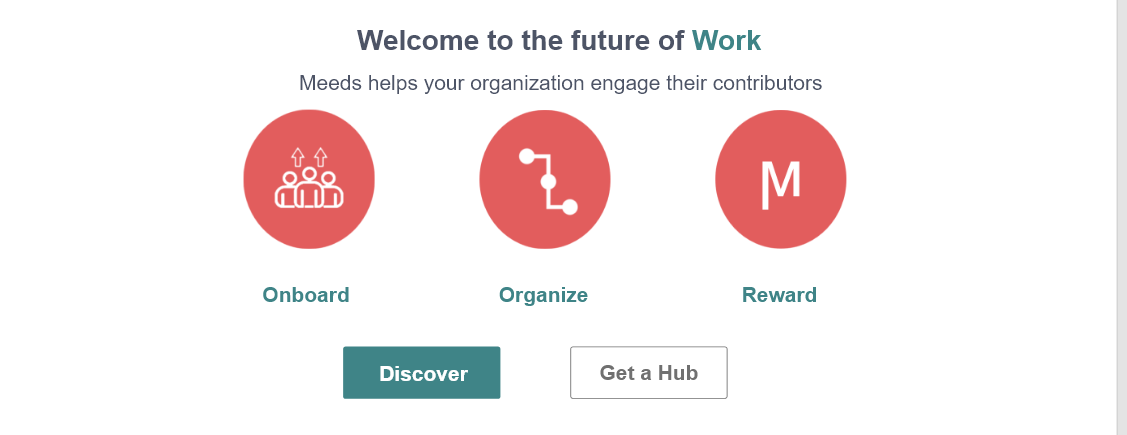 Welcome to the future of Work
Meeds helps your organization engage their contributors
M
Onboard Organize Reward
Discover Get a Hub